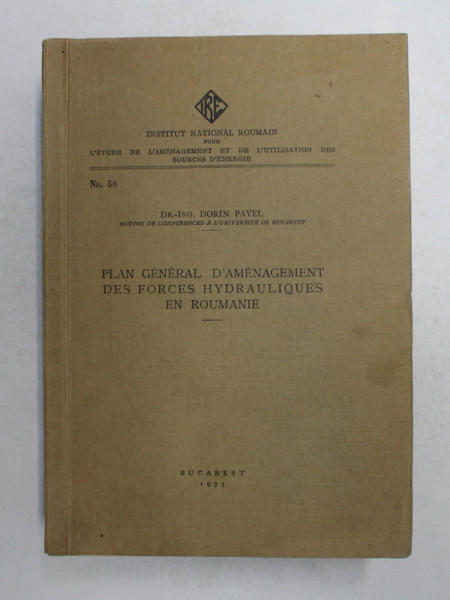 IRE
INSTITUT NATIONAL ROUMAIN
POUR
L'ÉTUDE DE L'AMÉNAGEMENT ET DE L'UTILISATION DES
SOURCES D'ÉNERGIE
No. 58
DR.-ING. DORIN PAVEL
MAÎTRE DE CONFÉRENCES À L'UNIVERSITÉ DE BUCAREST
PLAN GÉNÉRAL D'AMÉNAGEMENT
DES FORCES HYDRAULIQUES
EN ROUMANIE
BUCAREST
1933